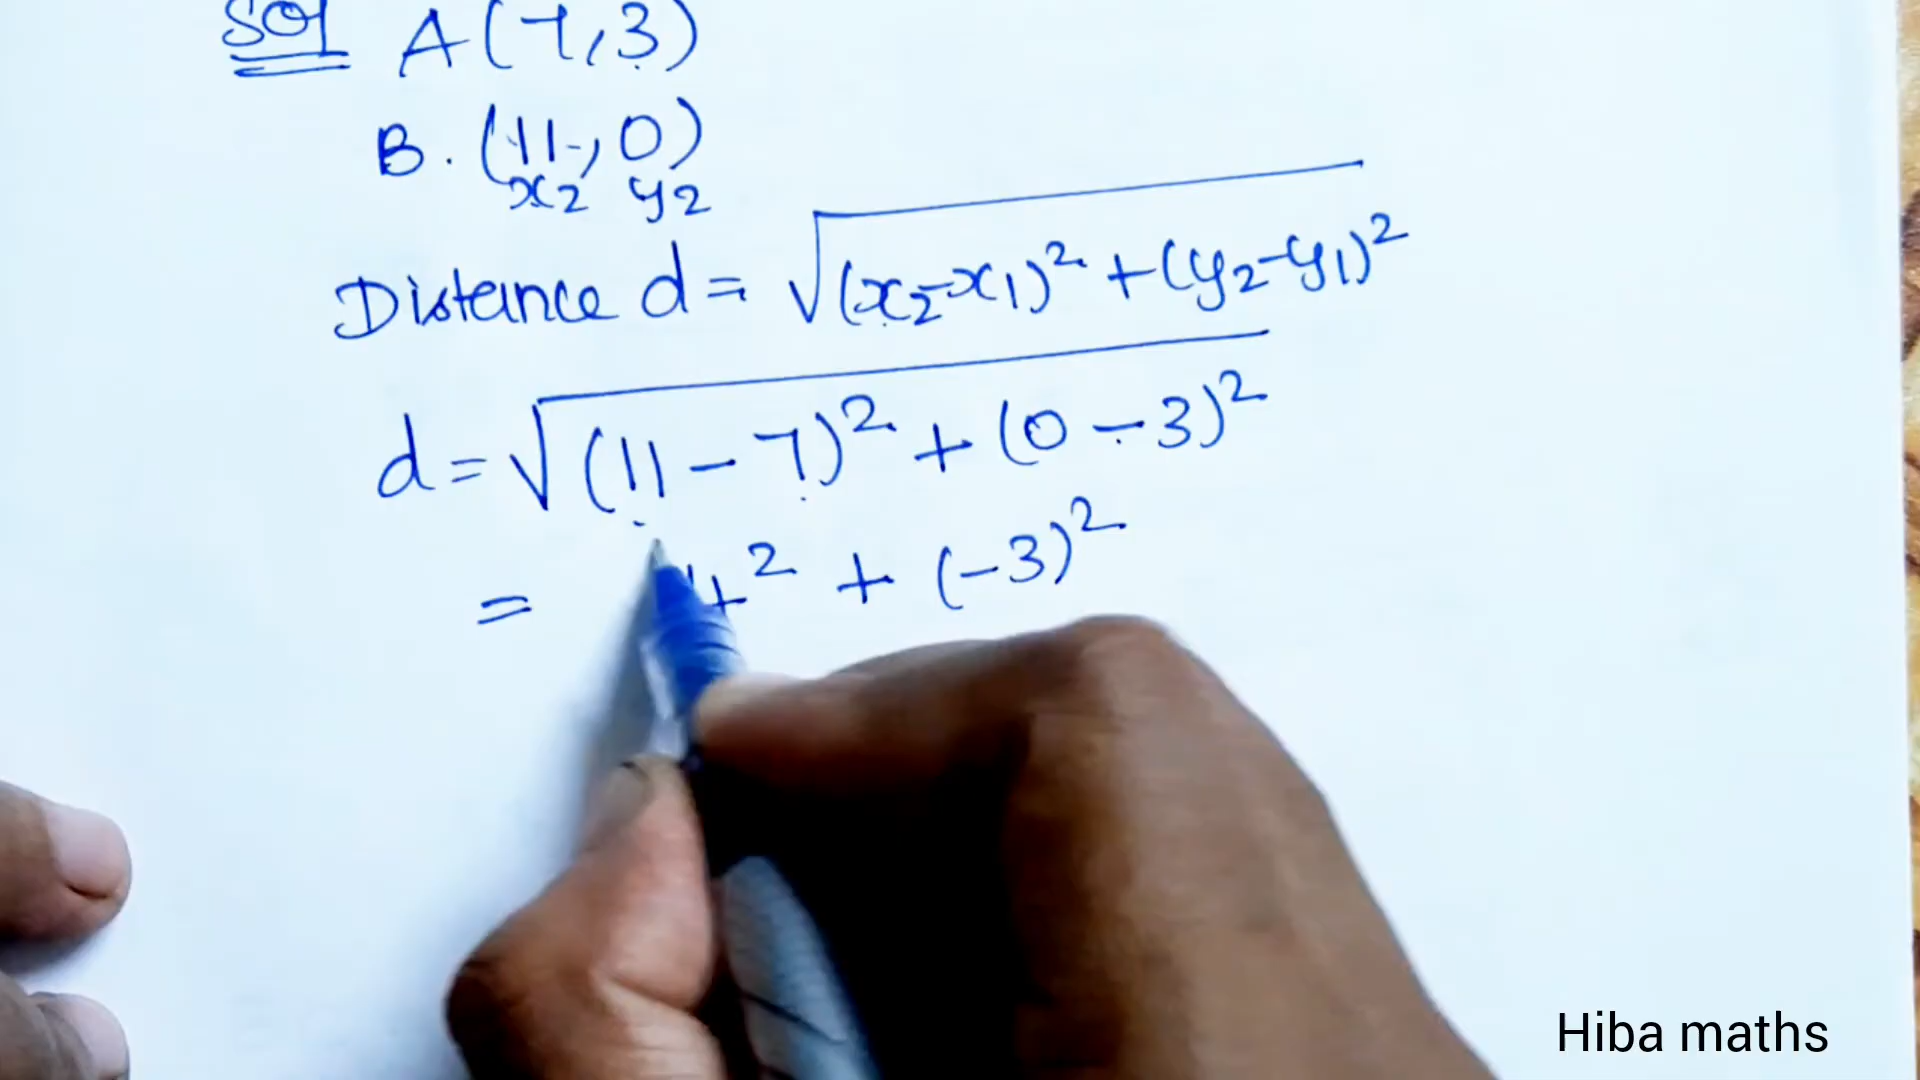 Sol A(7,3)
B. (11, 0)
x2 y2
Distance d = √(x2-x1)² + (y2-y1)²
d = √(11 - 7)² + (0 - 3)²
= 4² + (-3)²
Hiba maths